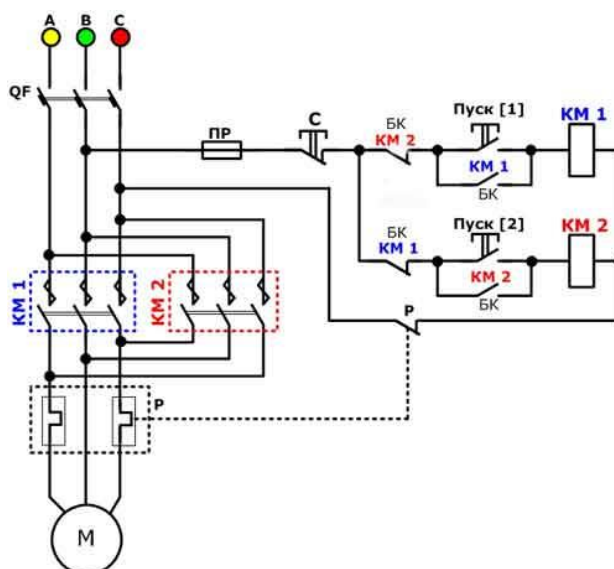 A B C
QF
ПР
С
БК
КМ 2
Пуск [1]
КМ 1
КМ 1
БК
БК
КМ 1
Пуск [2]
КМ 2
КМ 2
БК
КМ 1
КМ 2
Р
Р
М